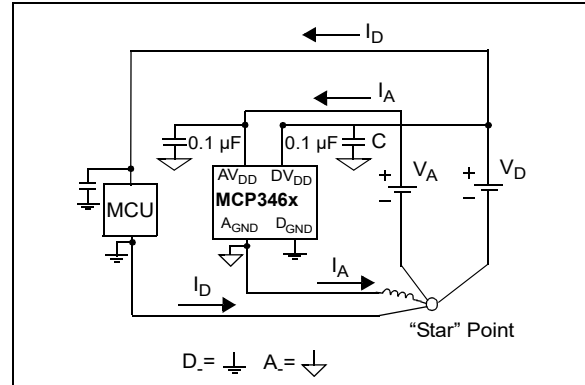 I_D
I_A
0.1 µF
0.1 µF
C
AV_DD
DV_DD
MCP346x
A_GND
D_GND
MCU
+
V_A
−
+
V_D
−
I_A
I_D
“Star” Point
D_-=
A_-=